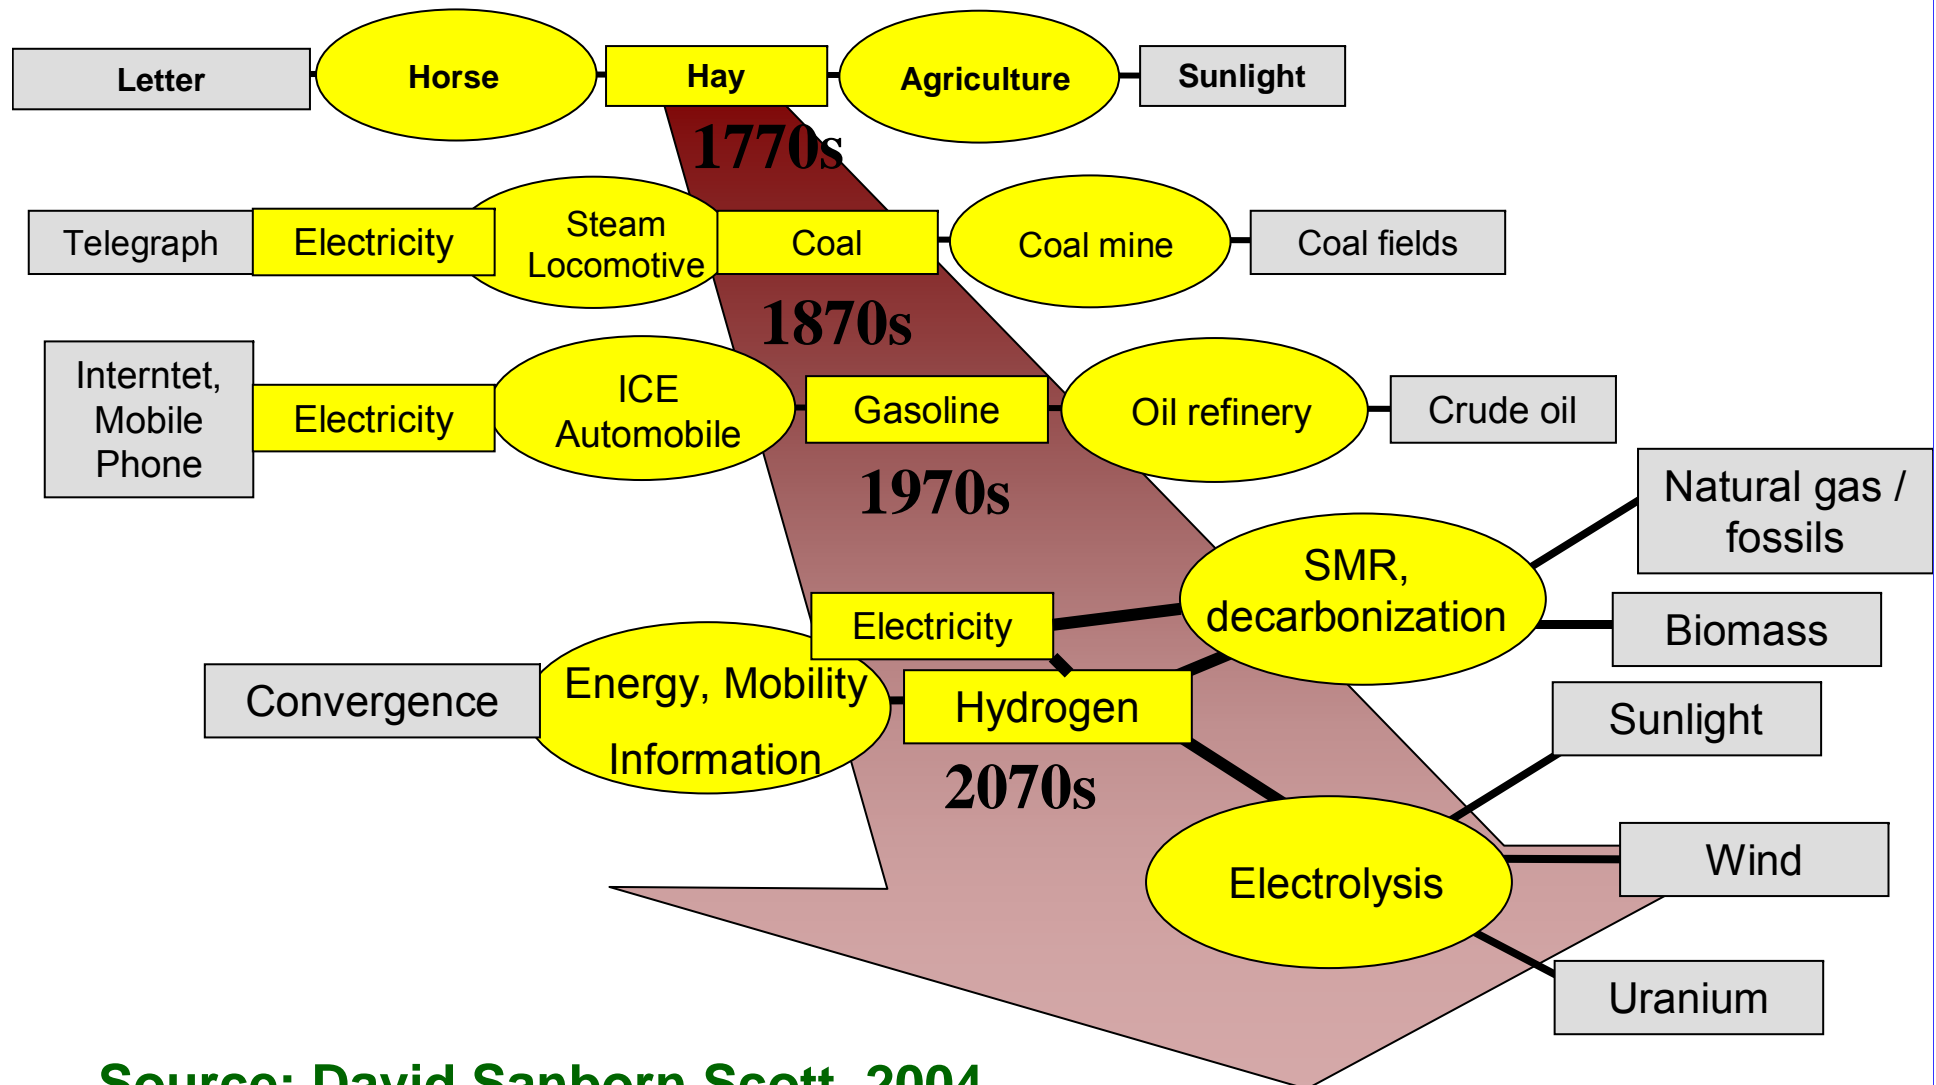 Letter
Horse
Hay
Agriculture
Sunlight
1770s
Telegraph
Electricity
Steam
Locomotive
Coal
Coal mine
Coal fields
1870s
Interntet,
Mobile
Phone
Electricity
ICE
Automobile
Gasoline
Oil refinery
Crude oil
1970s
Natural gas /
fossils
SMR,
decarbonization
Electricity
Biomass
Convergence
Energy, Mobility
Information
Hydrogen
Sunlight
2070s
Wind
Electrolysis
Uranium
Source: David Sanborn Scott, 2004